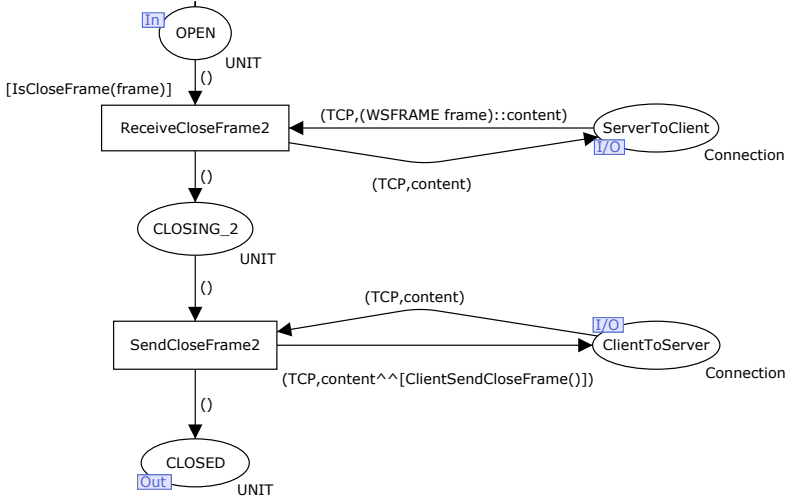 In
OPEN
UNIT
()
[IsCloseFrame(frame)]
(TCP,(WSFRAME frame)::content)
ReceiveCloseFrame2
ServerToClient
I/O
Connection
(TCP,content)
()
CLOSING_2
UNIT
()
(TCP,content)
I/O
SendCloseFrame2
ClientToServer
Connection
(TCP,content^^[ClientSendCloseFrame()])
()
CLOSED
Out
UNIT